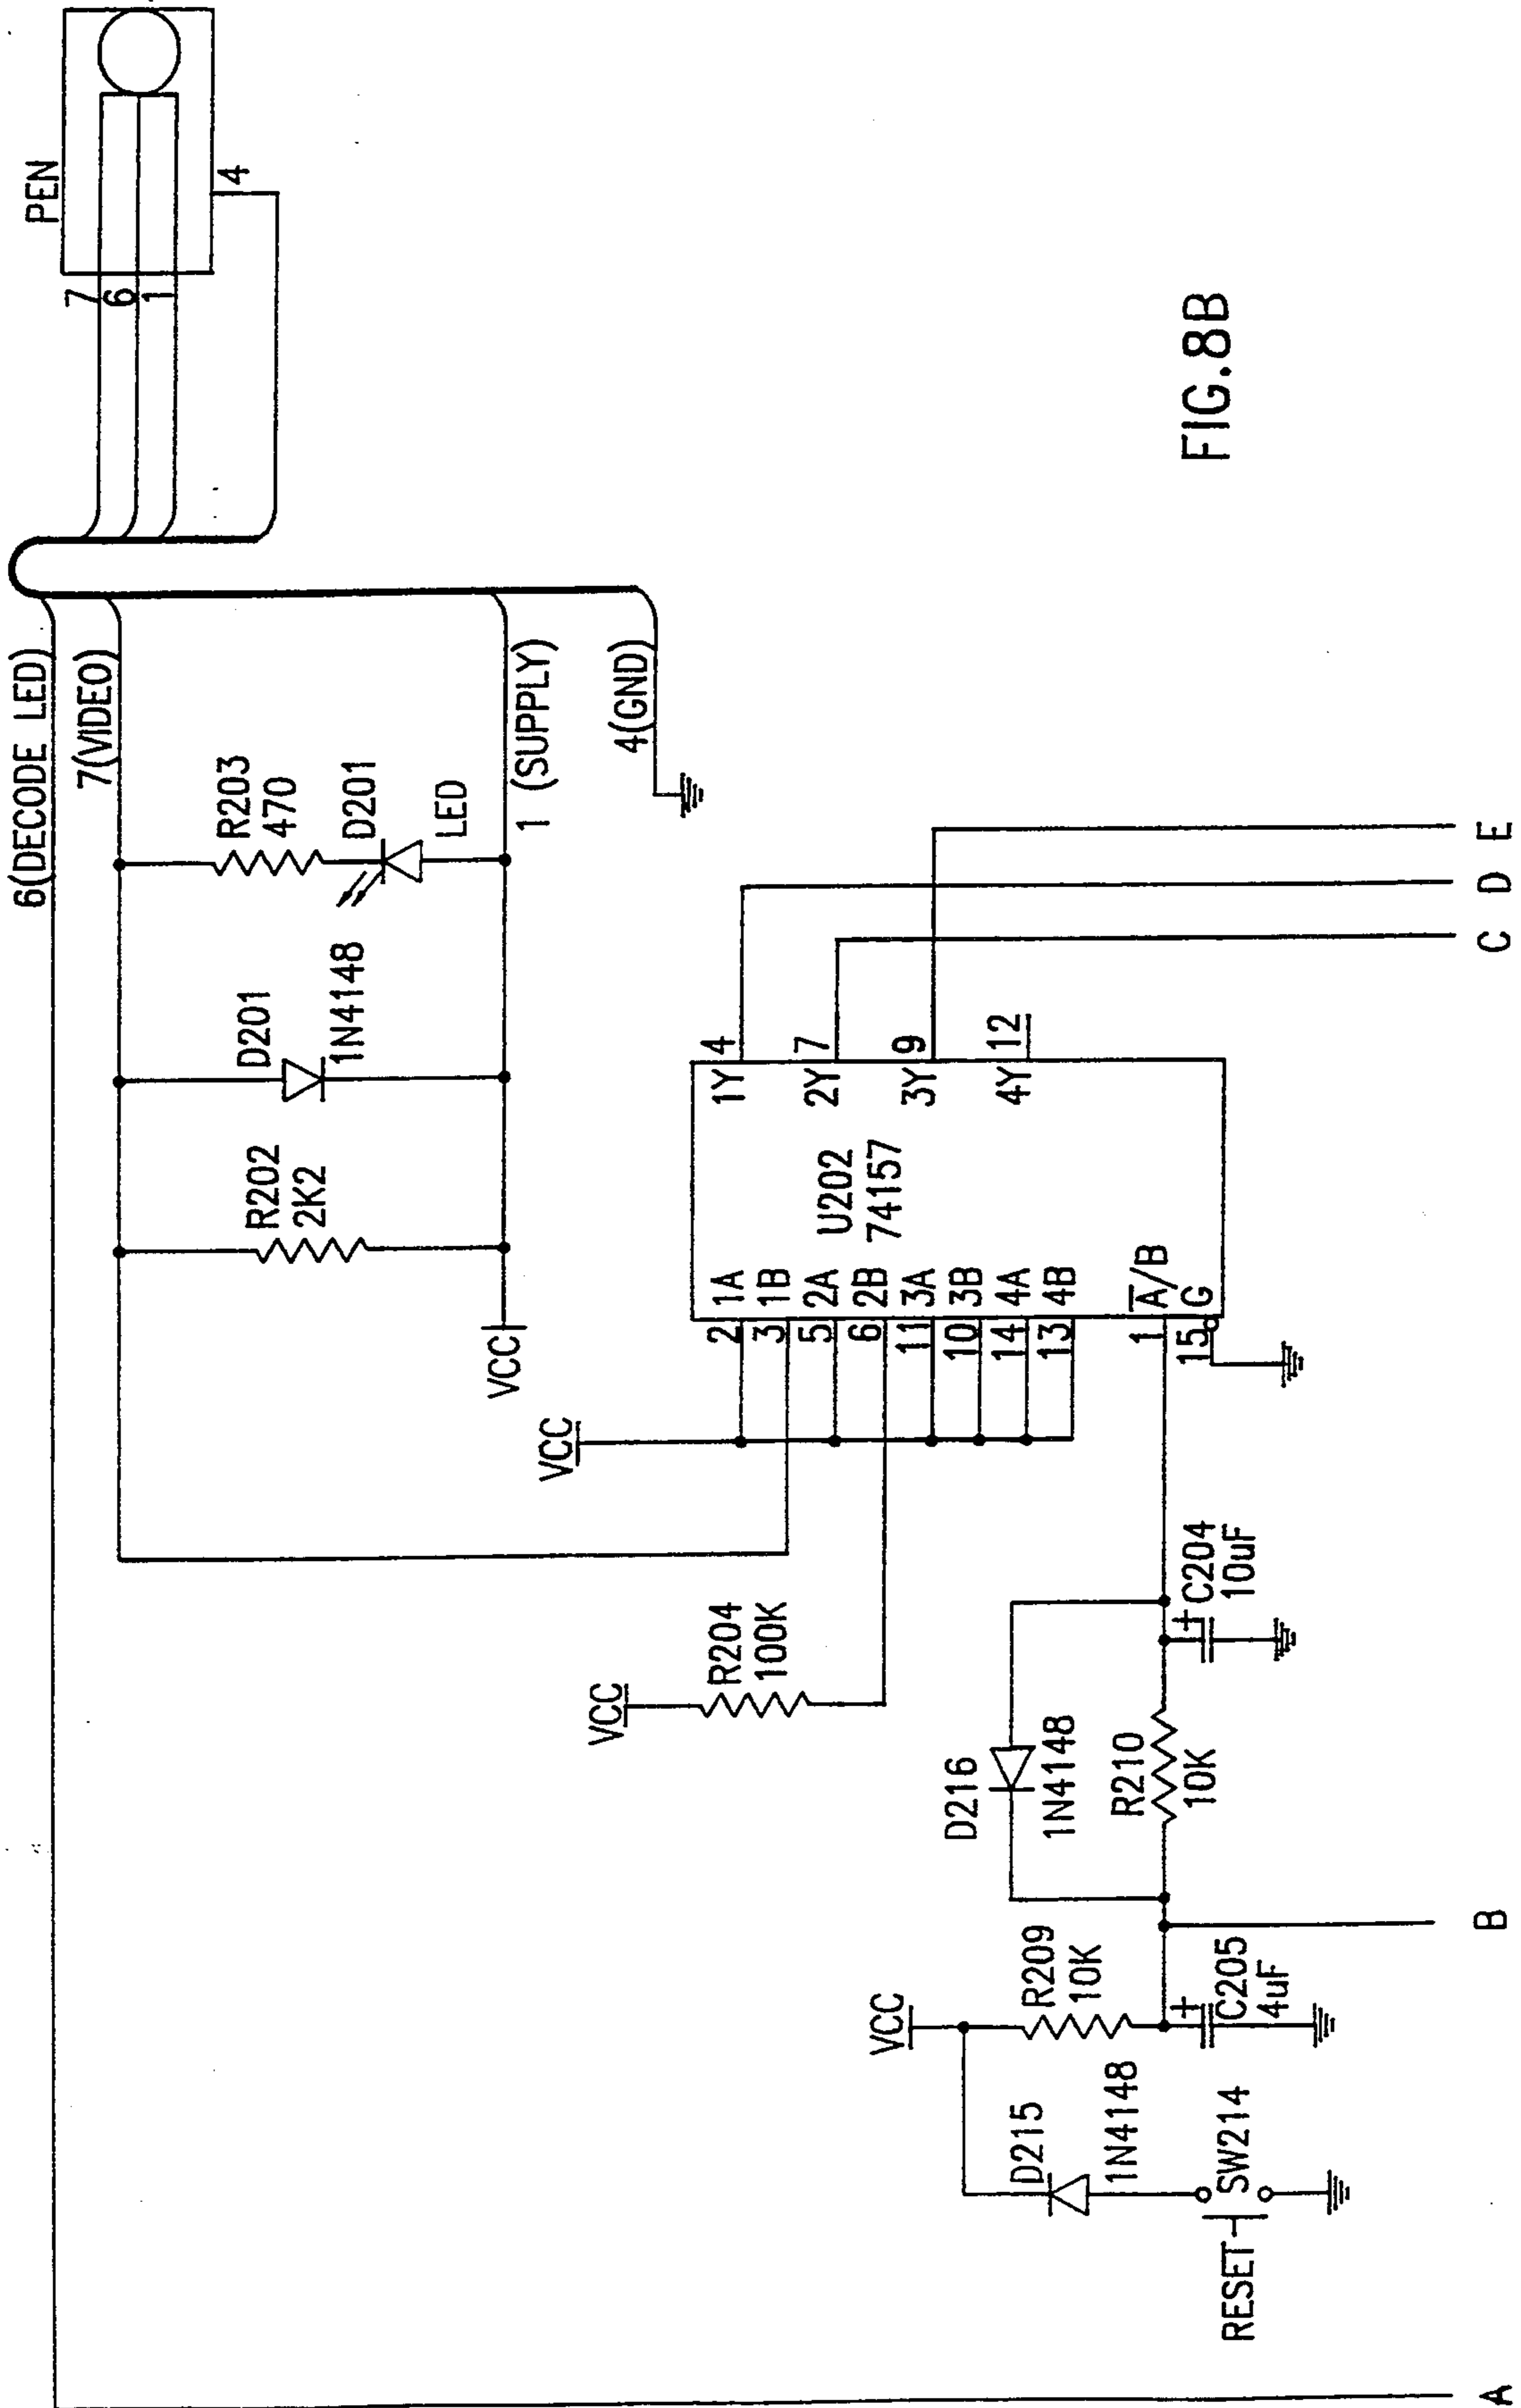 PEN
7
6
1
4
6(DECODE LED)
7(VIDEO)
1 (SUPPLY)
4(GND)
R202
2K2
D201
1N4148
R203
470
D201
LED
VCC
VCC
VCC
R204
100K
2 1A
3 1B
5 2A
6 2B
11 3A
10 3B
14 4A
13 4B
1 A̅/B
15 G
U202
74157
1Y 4
2Y 7
3Y 9
4Y 12
D216
1N4148
R210
10K
+
C204
10uF
VCC
R209
10K
+
C205
4uF
D215
1N4148
SW214
RESET
A
B
C
D
E
FIG.8B